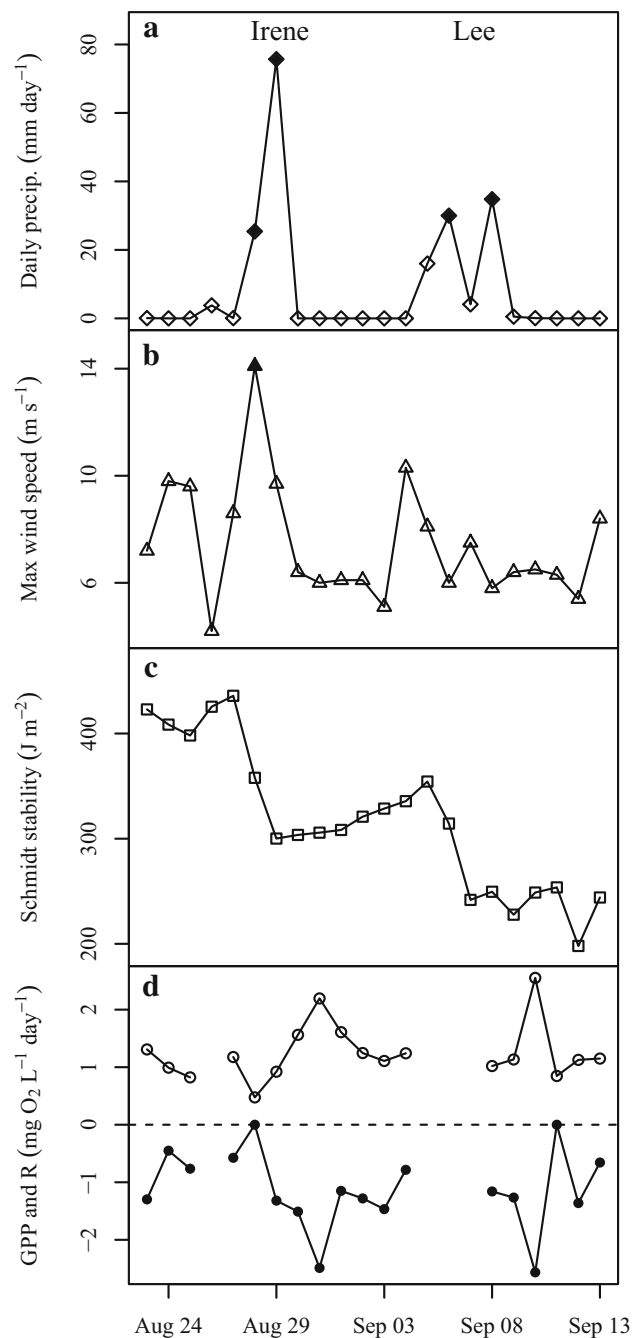 a
Irene
Lee
Daily precip. (mm day⁻¹)
80
60
40
20
0
b
Max wind speed (m s⁻¹)
14
10
6
c
Schmidt stability (J m⁻²)
400
300
200
d
GPP and R (mg O₂ L⁻¹ day⁻¹)
2
1
0
−1
−2
Aug 24
Aug 29
Sep 03
Sep 08
Sep 13